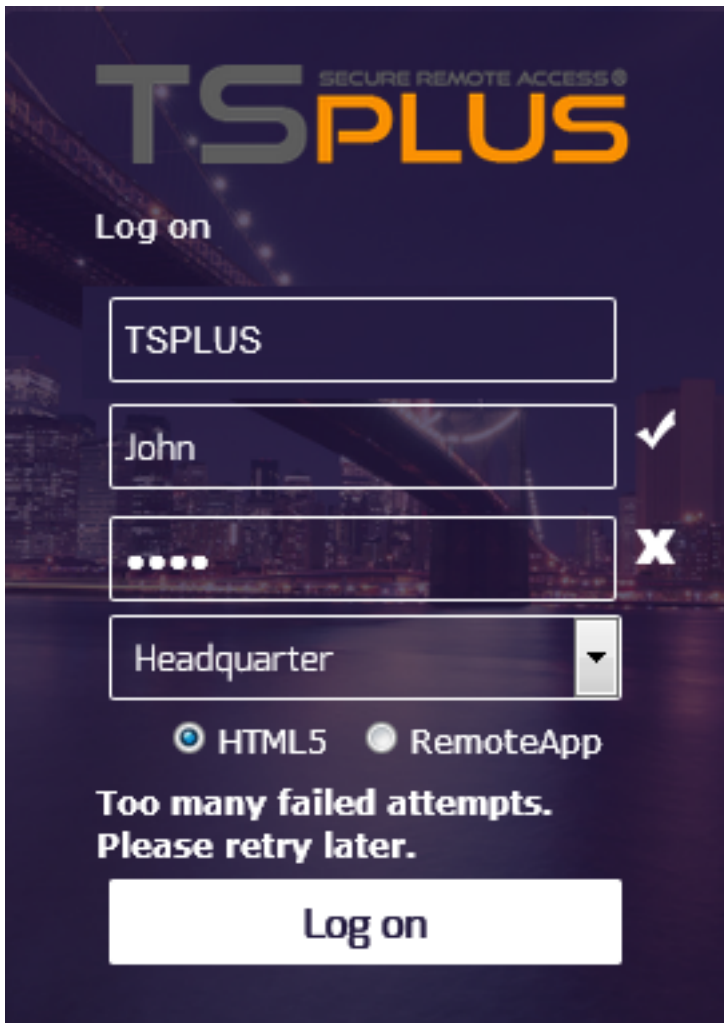 TSPLUS
SECURE REMOTE ACCESS®
Log on
TSPLUS
John
••••
Headquarter
HTML5 RemoteApp
Too many failed attempts.
Please retry later.
Log on